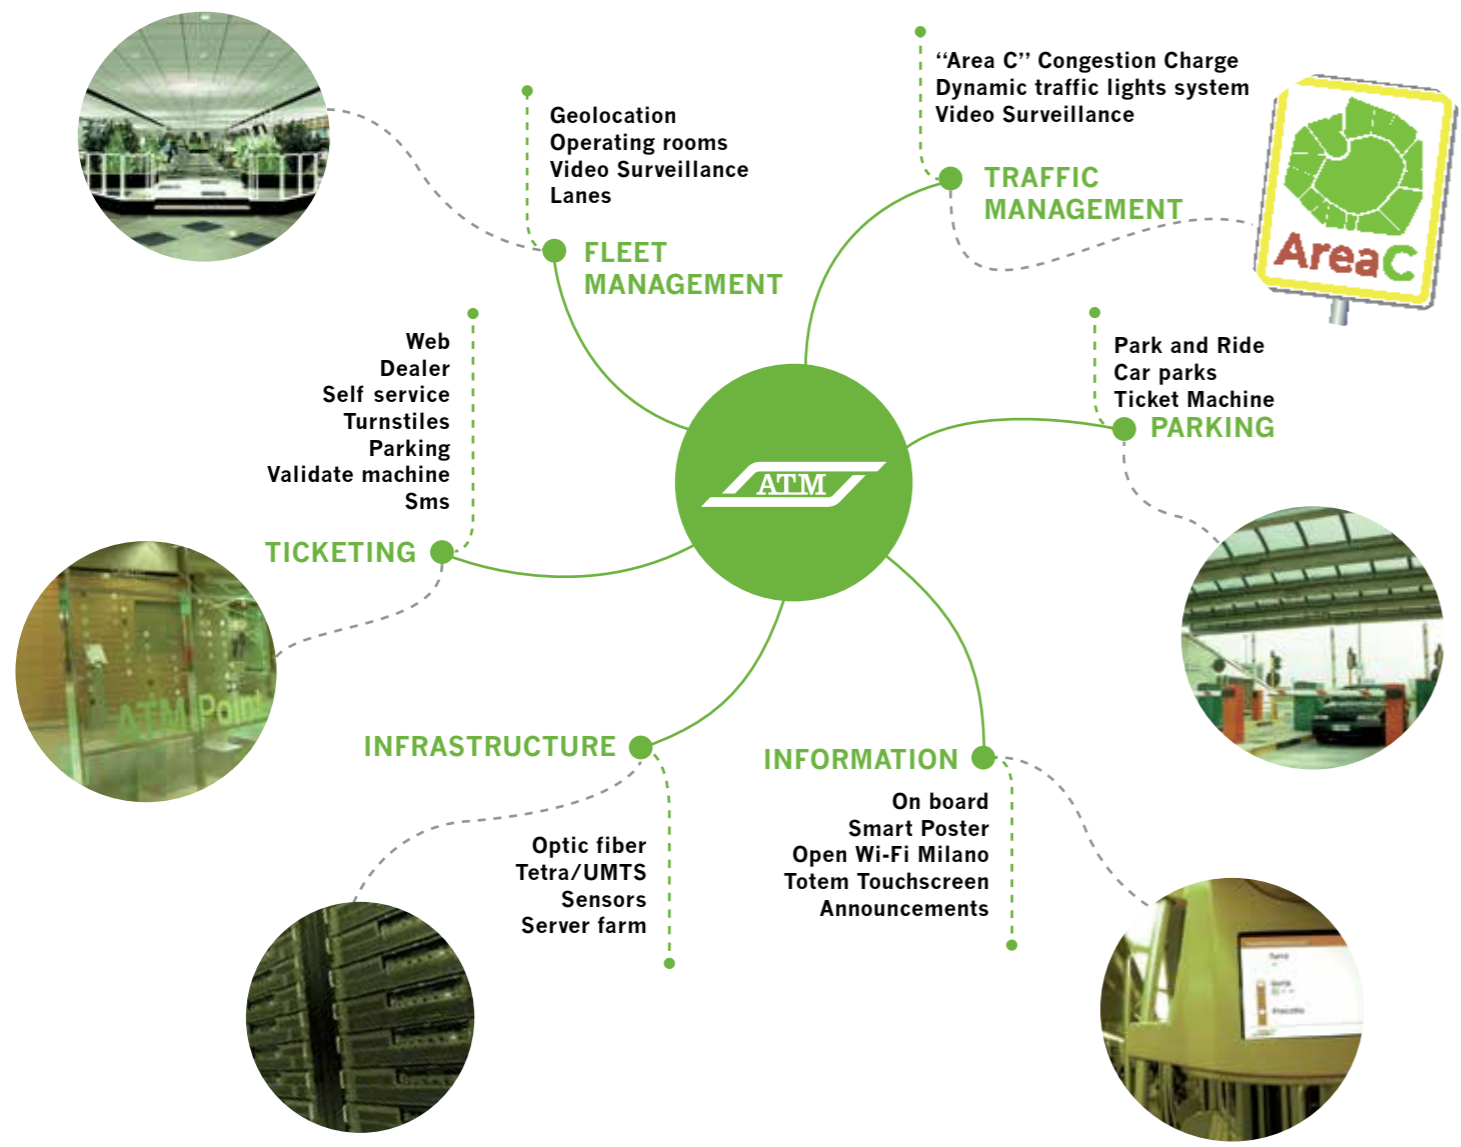 “Area C” Congestion Charge
Dynamic traffic lights system
Video Surveillance
TRAFFIC
MANAGEMENT
AreaC
Geolocation
Operating rooms
Video Surveillance
Lanes
FLEET
MANAGEMENT
Web
Dealer
Self service
Turnstiles
Parking
Validate machine
Sms
TICKETING
Park and Ride
Car parks
Ticket Machine
PARKING
ATM
ATM Point
INFRASTRUCTURE
Optic fiber
Tetra/UMTS
Sensors
Server farm
INFORMATION
On board
Smart Poster
Open Wi-Fi Milano
Totem Touchscreen
Announcements